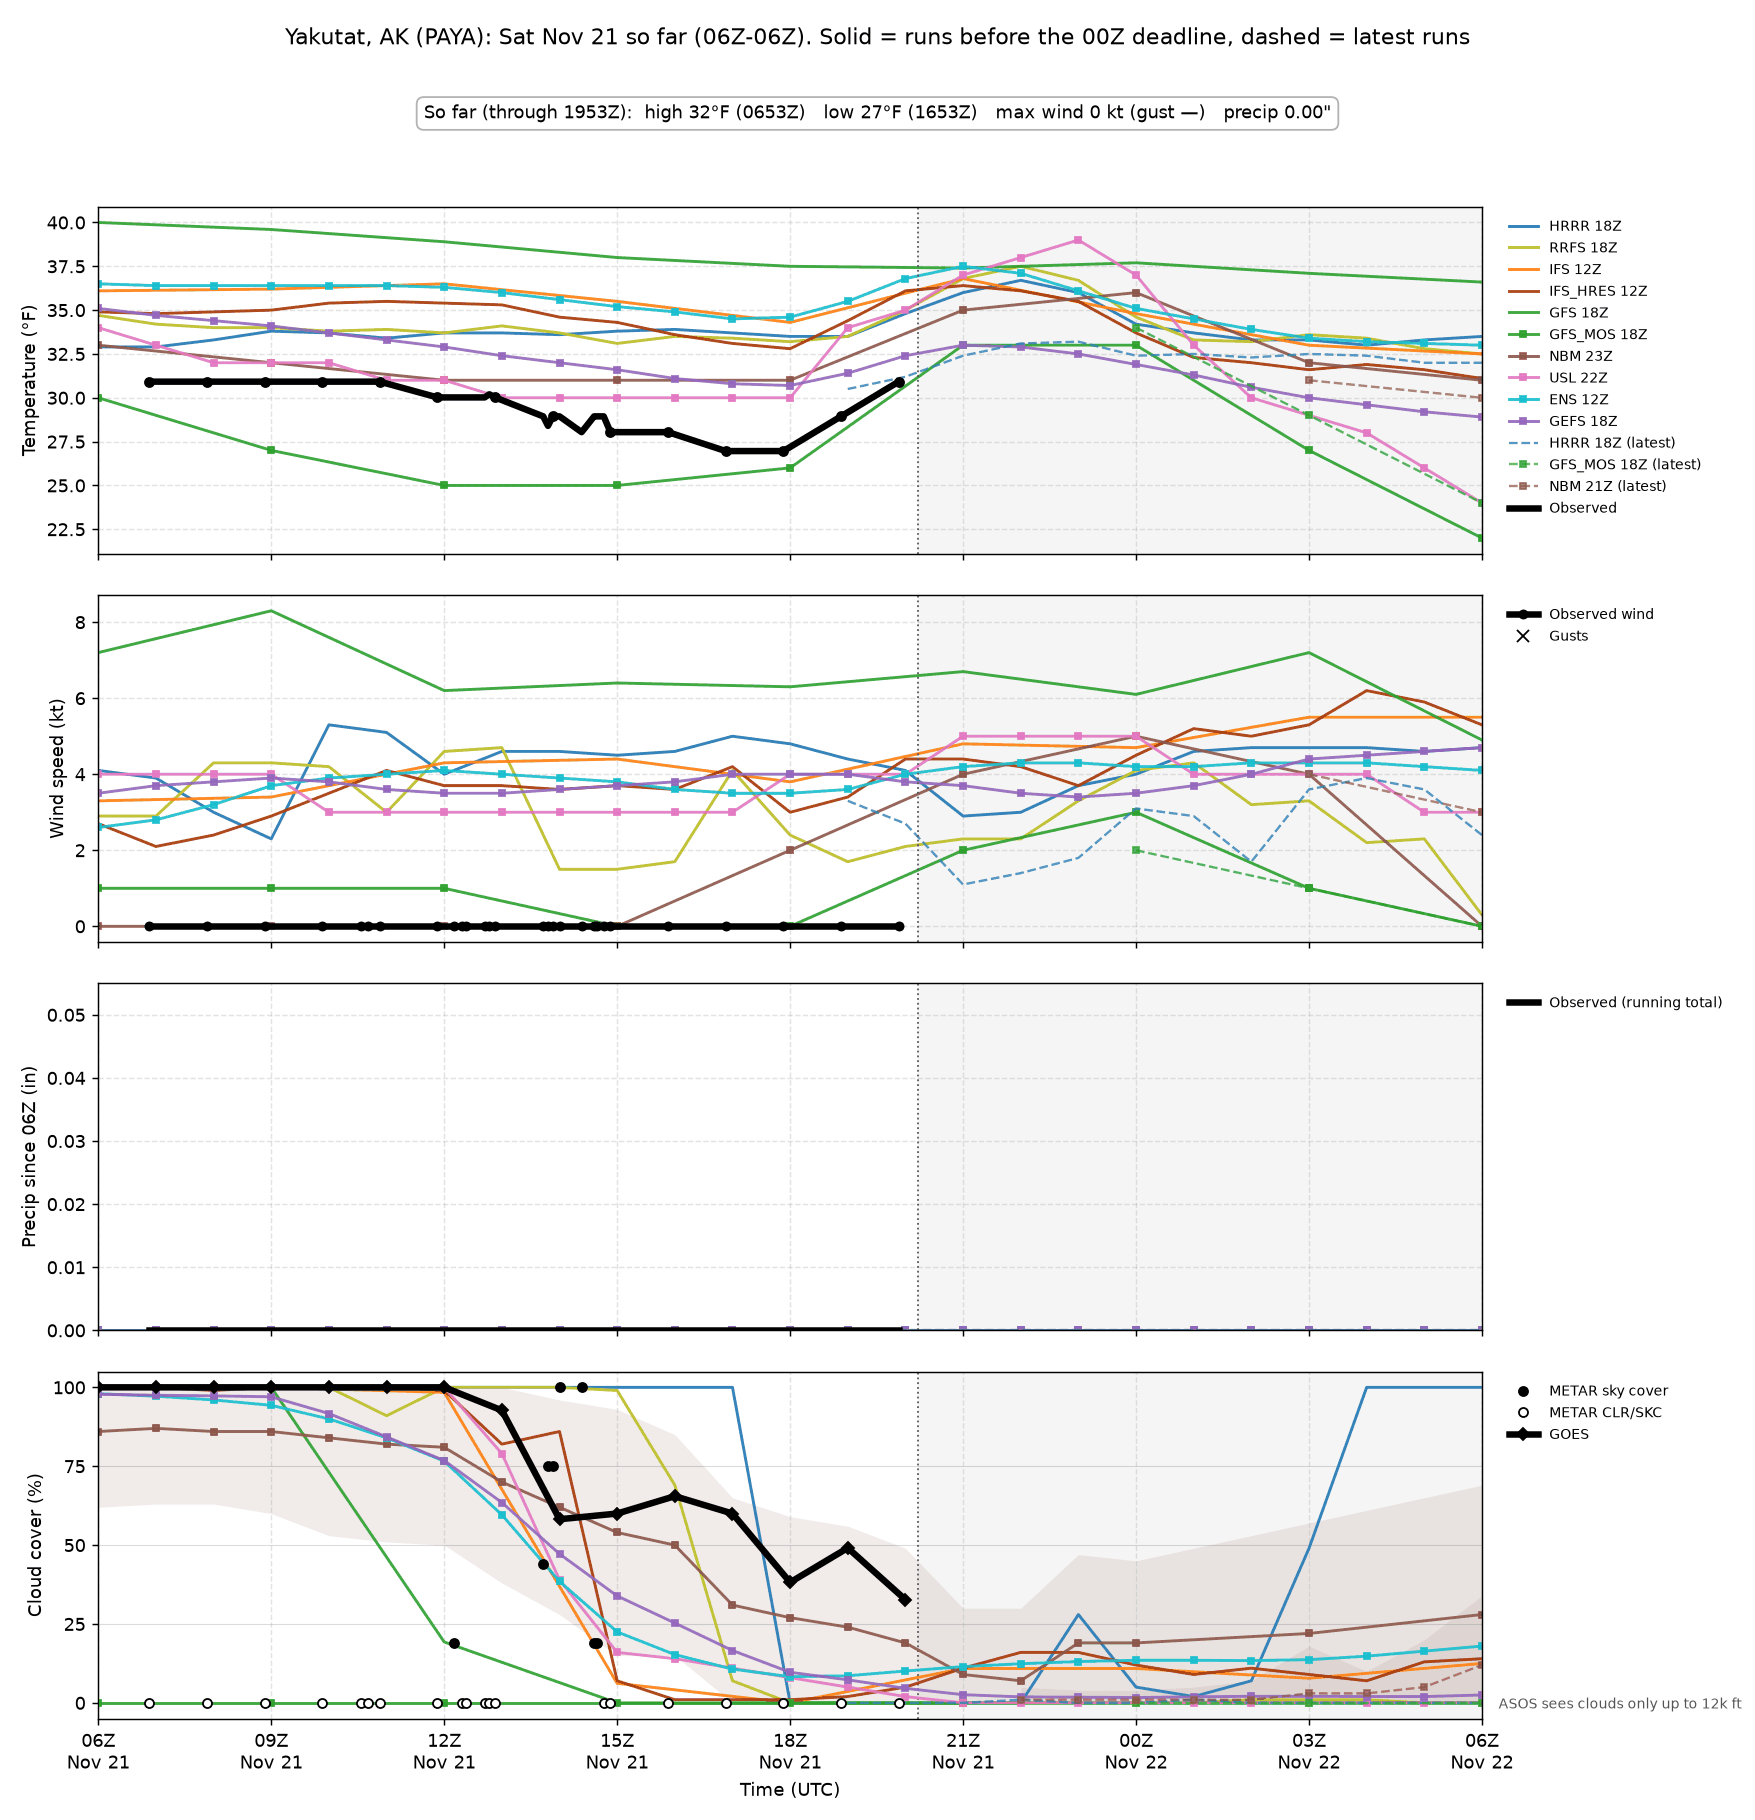 Yakutat, AK (PAYA): Sat Nov 21 so far (06Z-06Z). Solid = runs before the 00Z deadline, dashed = latest runs
So far (through 1953Z):  high 32°F (0653Z)   low 27°F (1653Z)   max wind 0 kt (gust —)   precip 0.00"
Temperature (°F)
40.0
37.5
35.0
32.5
30.0
27.5
25.0
22.5
HRRR 18Z
RRFS 18Z
IFS 12Z
IFS_HRES 12Z
GFS 18Z
GFS_MOS 18Z
NBM 23Z
USL 22Z
ENS 12Z
GEFS 18Z
HRRR 18Z (latest)
GFS_MOS 18Z (latest)
NBM 21Z (latest)
Observed
Wind speed (kt)
8
6
4
2
0
Observed wind
Gusts
Precip since 06Z (in)
0.05
0.04
0.03
0.02
0.01
0.00
Observed (running total)
Cloud cover (%)
100
75
50
25
0
METAR sky cover
METAR CLR/SKC
GOES
ASOS sees clouds only up to 12k ft
06Z 09Z 12Z 15Z 18Z 21Z 00Z 03Z 06Z
Nov 21 Nov 21 Nov 21 Nov 21 Nov 21 Nov 21 Nov 22 Nov 22 Nov 22
Time (UTC)